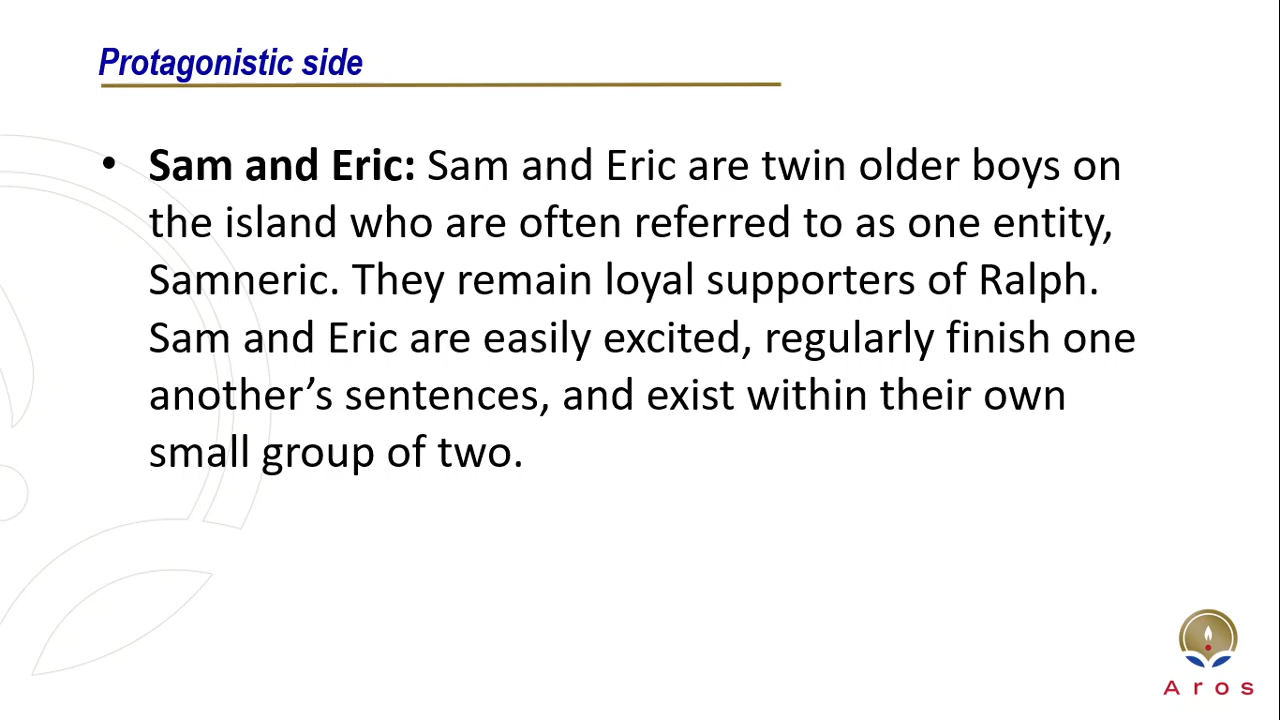 Protagonistic side
• Sam and Eric: Sam and Eric are twin older boys on
the island who are often referred to as one entity,
Samneric. They remain loyal supporters of Ralph.
Sam and Eric are easily excited, regularly finish one
another’s sentences, and exist within their own
small group of two.
Aros